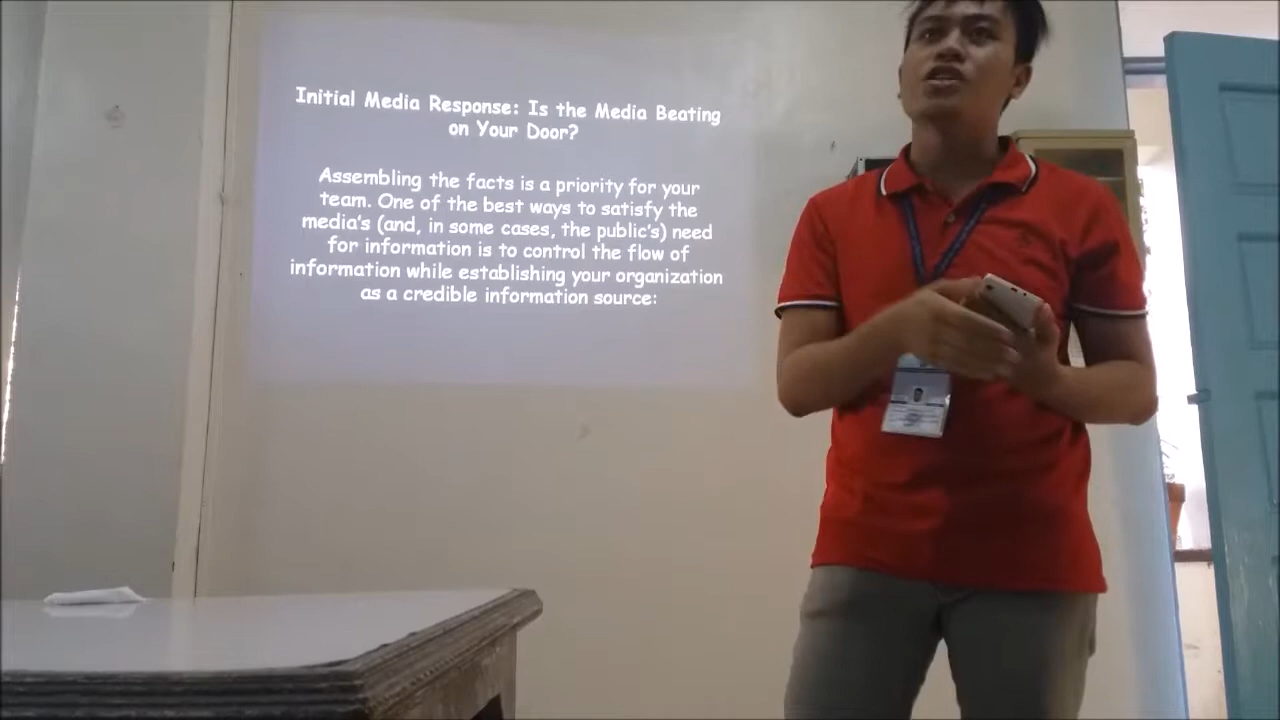 Initial Media Response: Is the Media Beating
on Your Door?
Assembling the facts is a priority for your
team. One of the best ways to satisfy the
media's (and, in some cases, the public's) need
for information is to control the flow of
information while establishing your organization
as a credible information source: